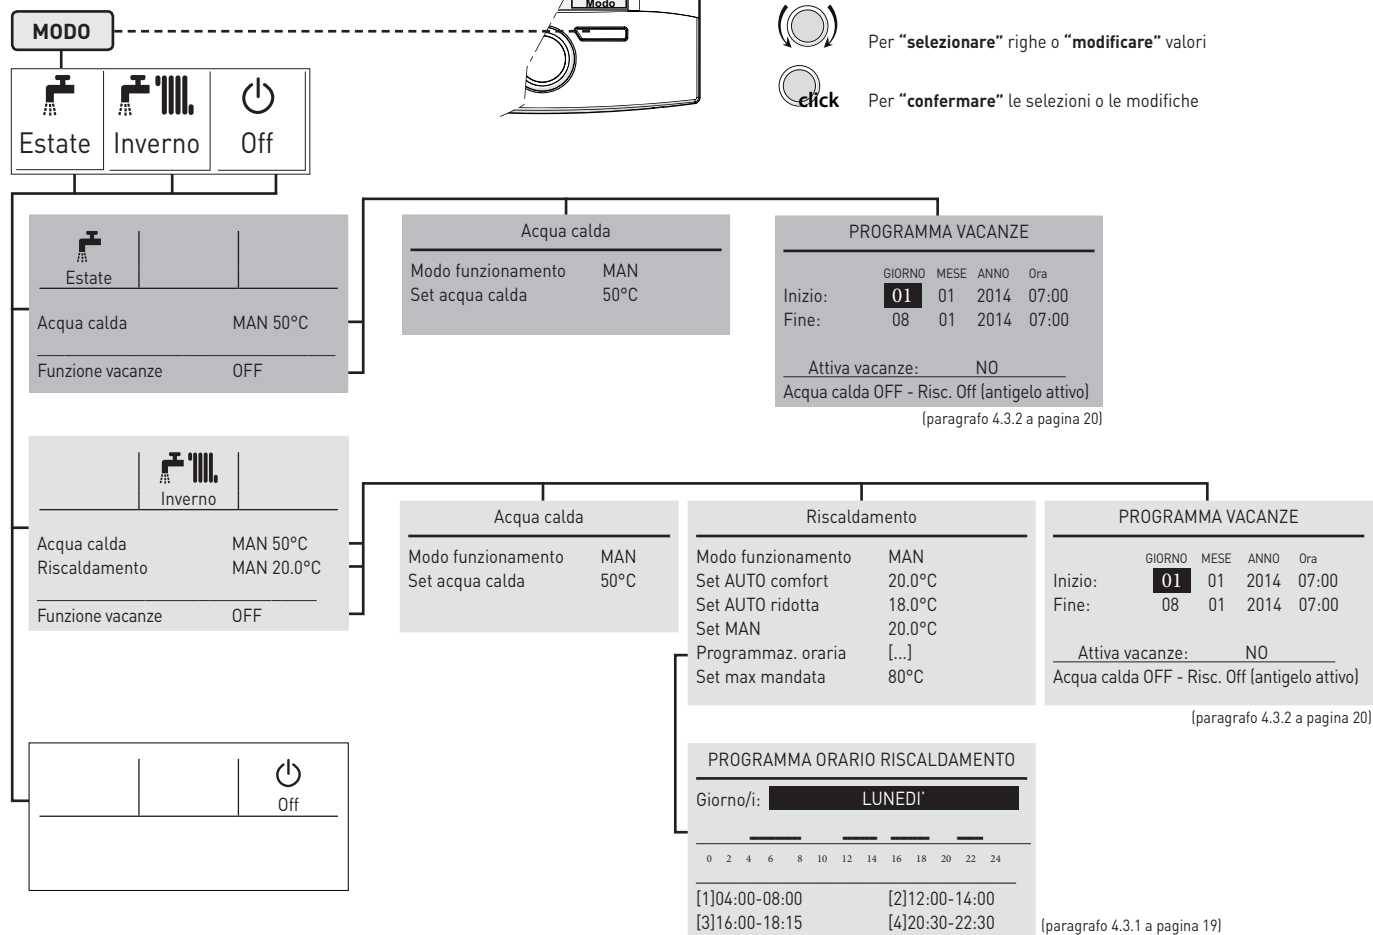 Modo
MODO
Per “selezionare” righe o “modificare” valori
click
Per “confermare” le selezioni o le modifiche
Estate Inverno Off
Estate
Acqua calda MAN 50°C
Funzione vacanze OFF
Acqua calda
Modo funzionamento MAN
Set acqua calda 50°C
PROGRAMMA VACANZE
GIORNO MESE ANNO Ora
Inizio: 01 01 2014 07:00
Fine: 08 01 2014 07:00
Attiva vacanze: NO
Acqua calda OFF - Risc. Off (antigelo attivo)
(paragrafo 4.3.2 a pagina 20)
Inverno
Acqua calda MAN 50°C
Riscaldamento MAN 20.0°C
Funzione vacanze OFF
Acqua calda
Modo funzionamento MAN
Set acqua calda 50°C
Riscaldamento
Modo funzionamento MAN
Set AUTO comfort 20.0°C
Set AUTO ridotta 18.0°C
Set MAN 20.0°C
Programmaz. oraria [...]
Set max mandata 80°C
PROGRAMMA VACANZE
GIORNO MESE ANNO Ora
Inizio: 01 01 2014 07:00
Fine: 08 01 2014 07:00
Attiva vacanze: NO
Acqua calda OFF - Risc. Off (antigelo attivo)
(paragrafo 4.3.2 a pagina 20)
Off
PROGRAMMA ORARIO RISCALDAMENTO
Giorno/i: LUNEDI’
0 2 4 6 8 10 12 14 16 18 20 22 24
[1]04:00-08:00 [2]12:00-14:00
[3]16:00-18:15 [4]20:30-22:30
(paragrafo 4.3.1 a pagina 19)